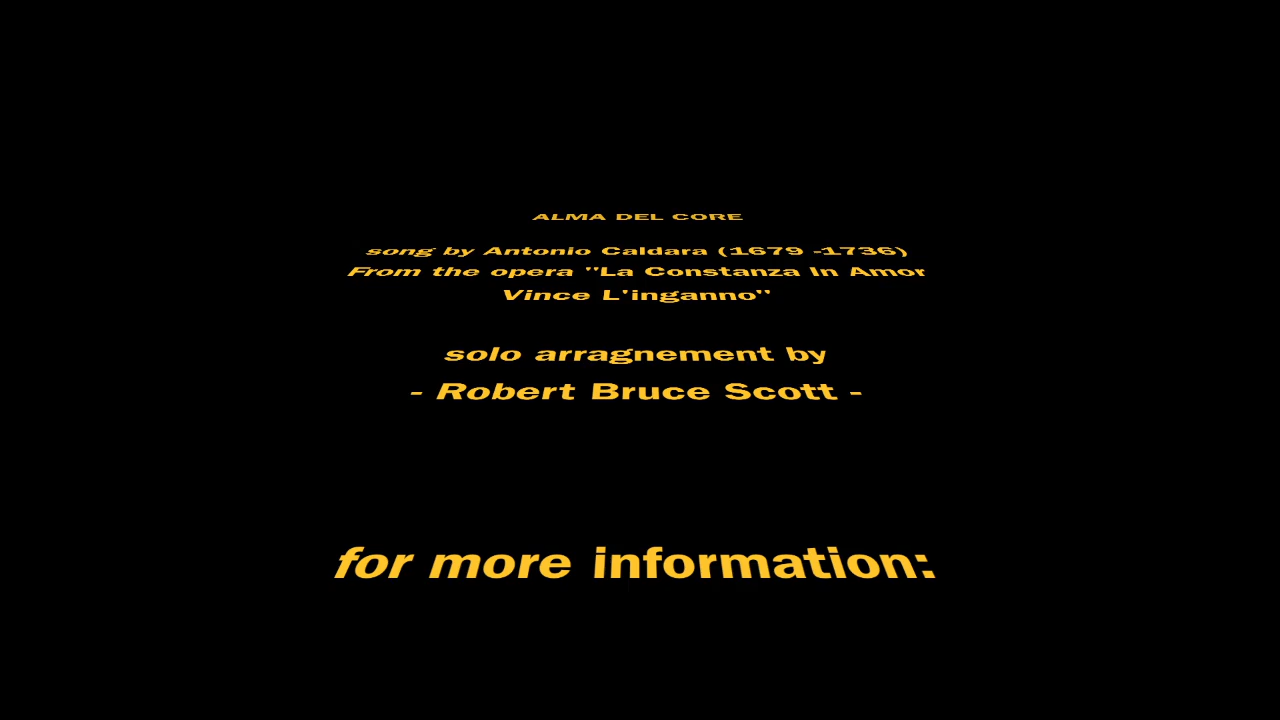 ALMA DEL CORE
song by Antonio Caldara (1679 -1736)
From the opera "La Constanza In Amor
Vince L'inganno"
solo arragnement by
- Robert Bruce Scott -
for more information: